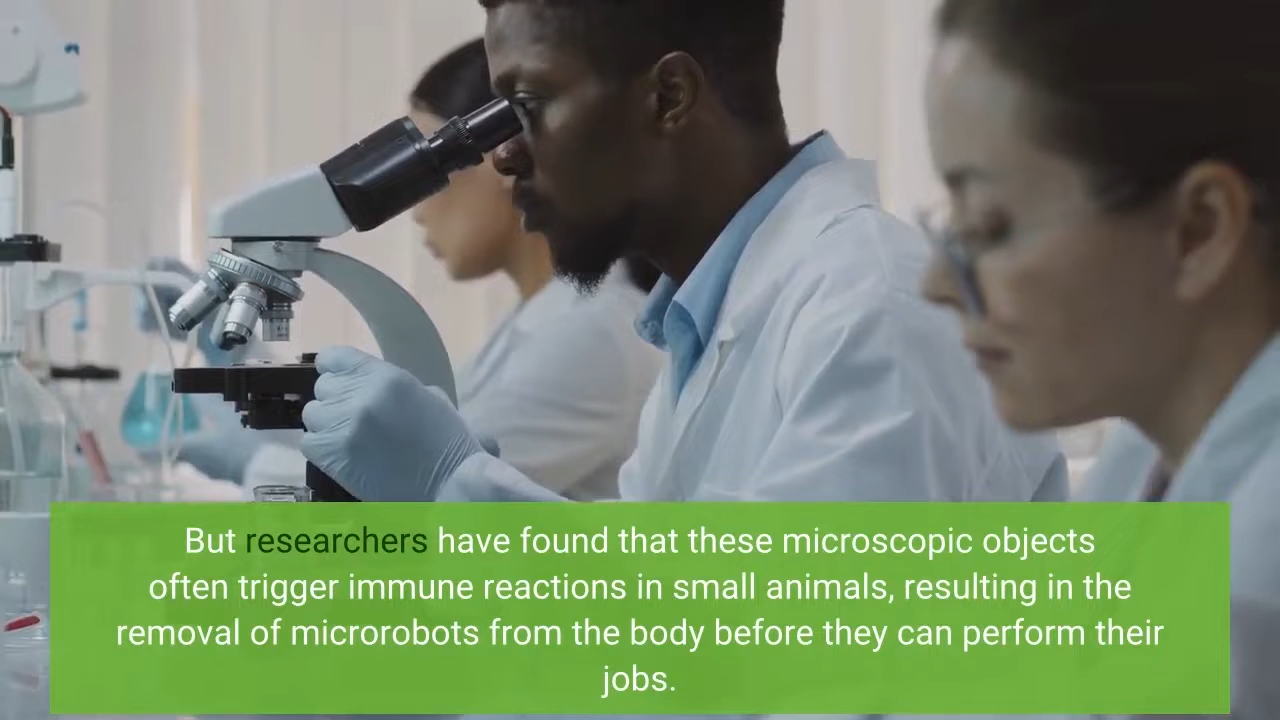 But researchers have found that these microscopic objects
often trigger immune reactions in small animals, resulting in the
removal of microrobots from the body before they can perform their
jobs.